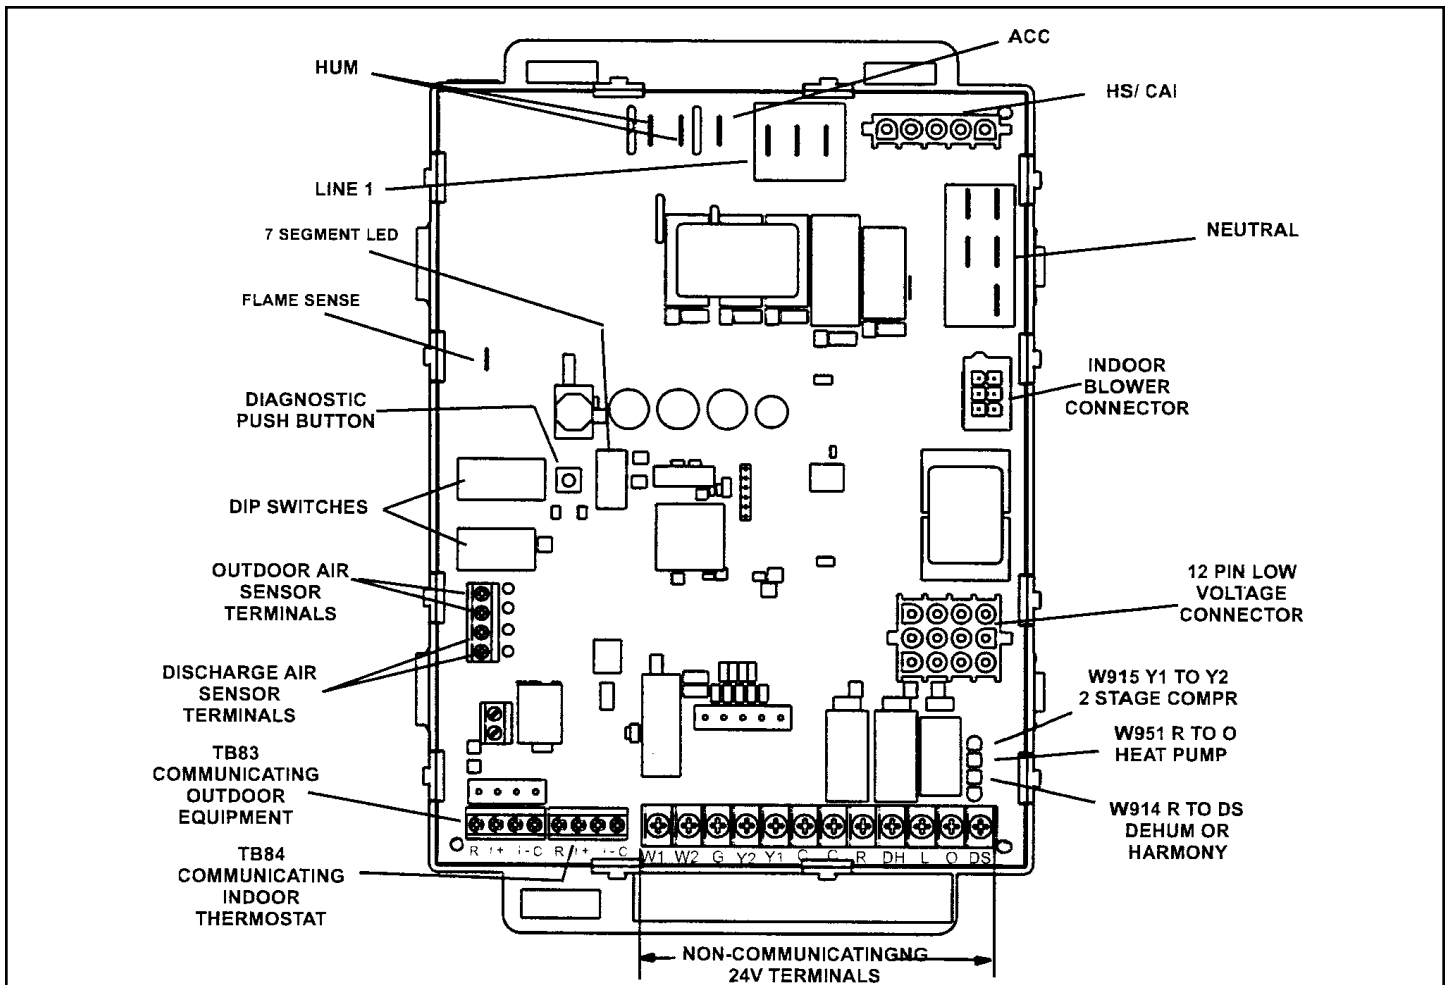 ACC
HUM
HS/ CAI
LINE 1
7 SEGMENT LED
NEUTRAL
FLAME SENSE
INDOOR
BLOWER
CONNECTOR
DIAGNOSTIC
PUSH BUTTON
DIP SWITCHES
OUTDOOR AIR
SENSOR
TERMINALS
12 PIN LOW
VOLTAGE
CONNECTOR
DISCHARGE AIR
SENSOR
TERMINALS
W915 Y1 TO Y2
2 STAGE COMPR
W951 R TO O
HEAT PUMP
TB83
COMMUNICATING
OUTDOOR
EQUIPMENT
W914 R TO DS
DEHUM OR
HARMONY
R I+ I- C R I+ I- C W1 W2 G Y2 Y1 C C R DH L O DS
TB84
COMMUNICATING
INDOOR
THERMOSTAT
NON-COMMUNICATINGNG
24V TERMINALS